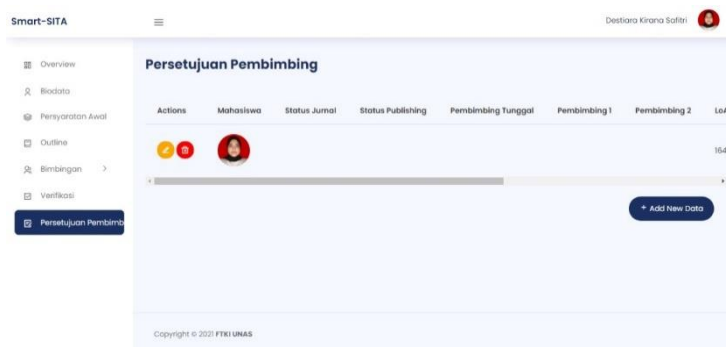 Smart-SITA
Destiara Kirana Safitri
Overview
Biodata
Persyaratan Awal
Outline
Bimbingan
Verifikasi
Persetujuan Pembimb
Persetujuan Pembimbing
Actions Mahasiswa Status Jurnal Status Publishing Pembimbing Tunggal Pembimbing 1 Pembimbing 2 LoA
164
+ Add New Data
Copyright © 2021 FTKI UNAS